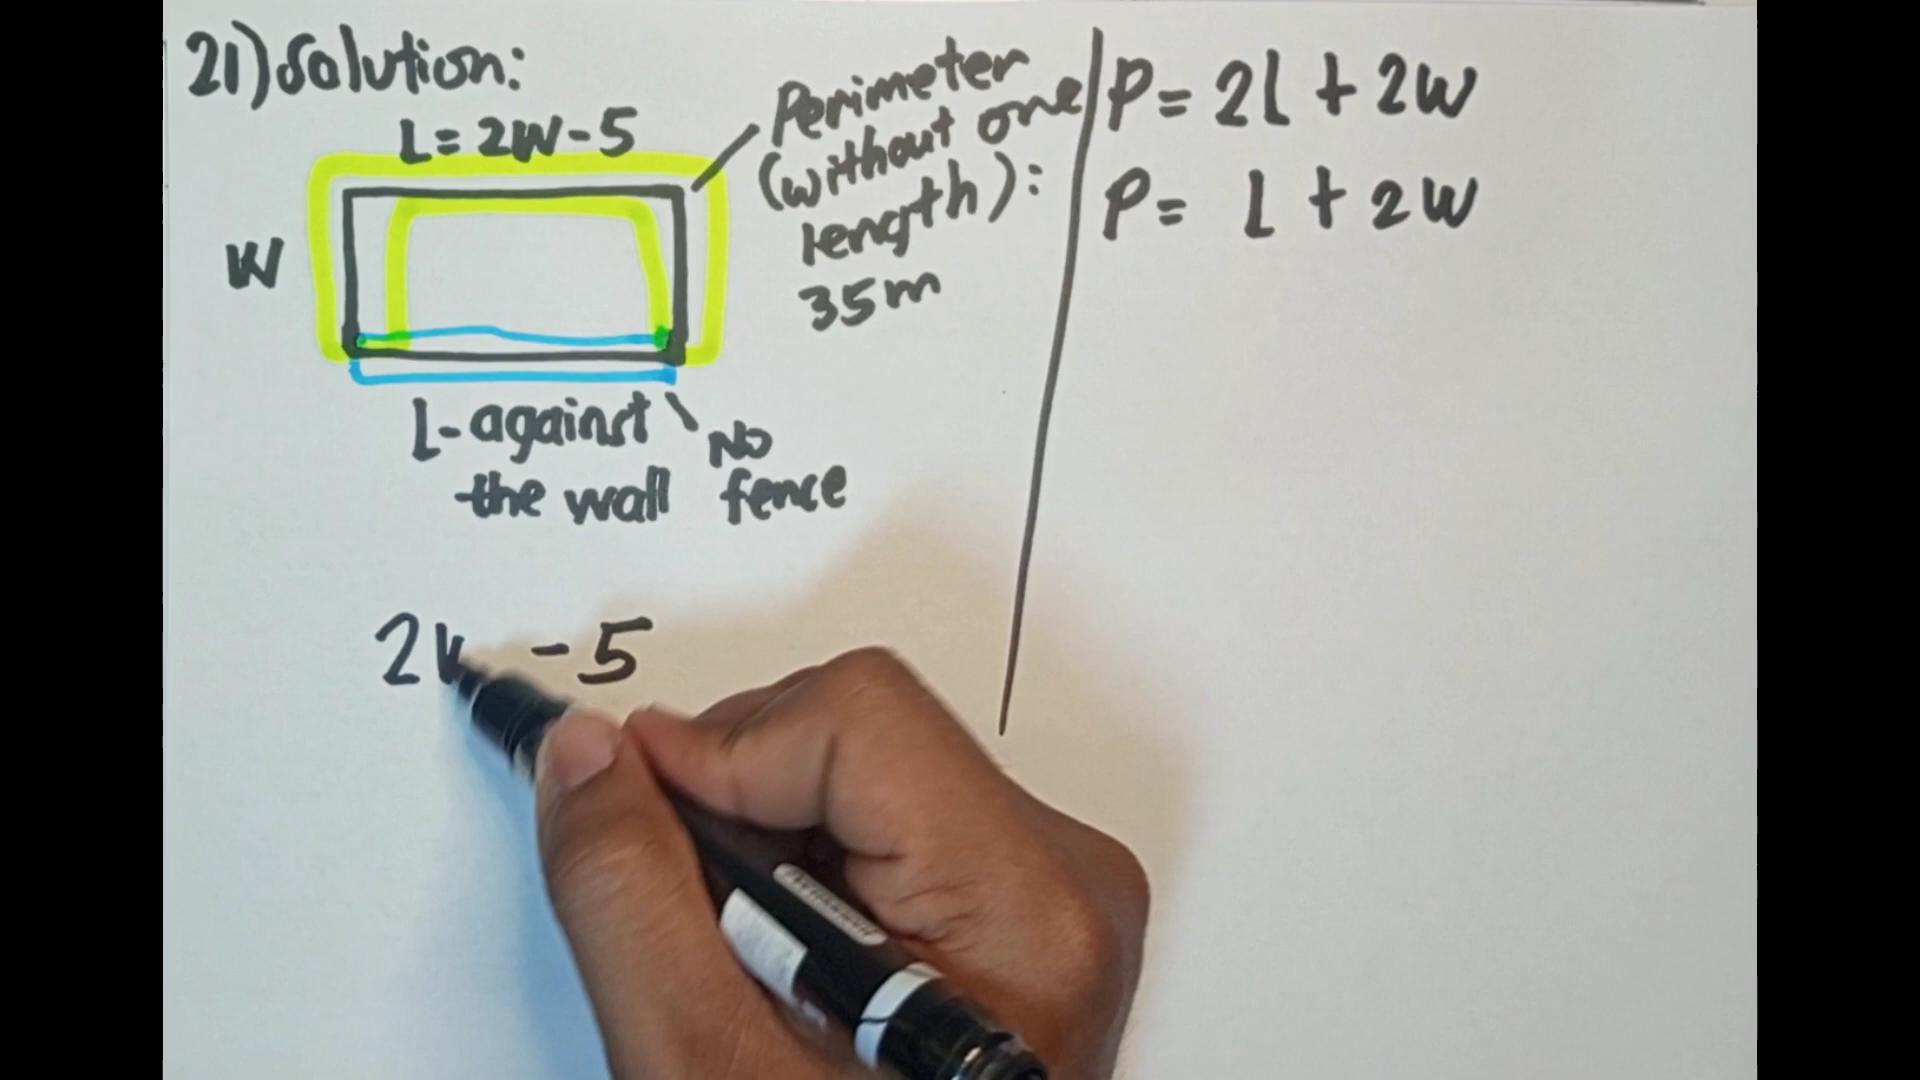 21) Solution:
L = 2W - 5
W
L - against
the wall
No
fence
Perimeter
(without one
length):
35m
P = 2L + 2W
P = L + 2W
2W - 5